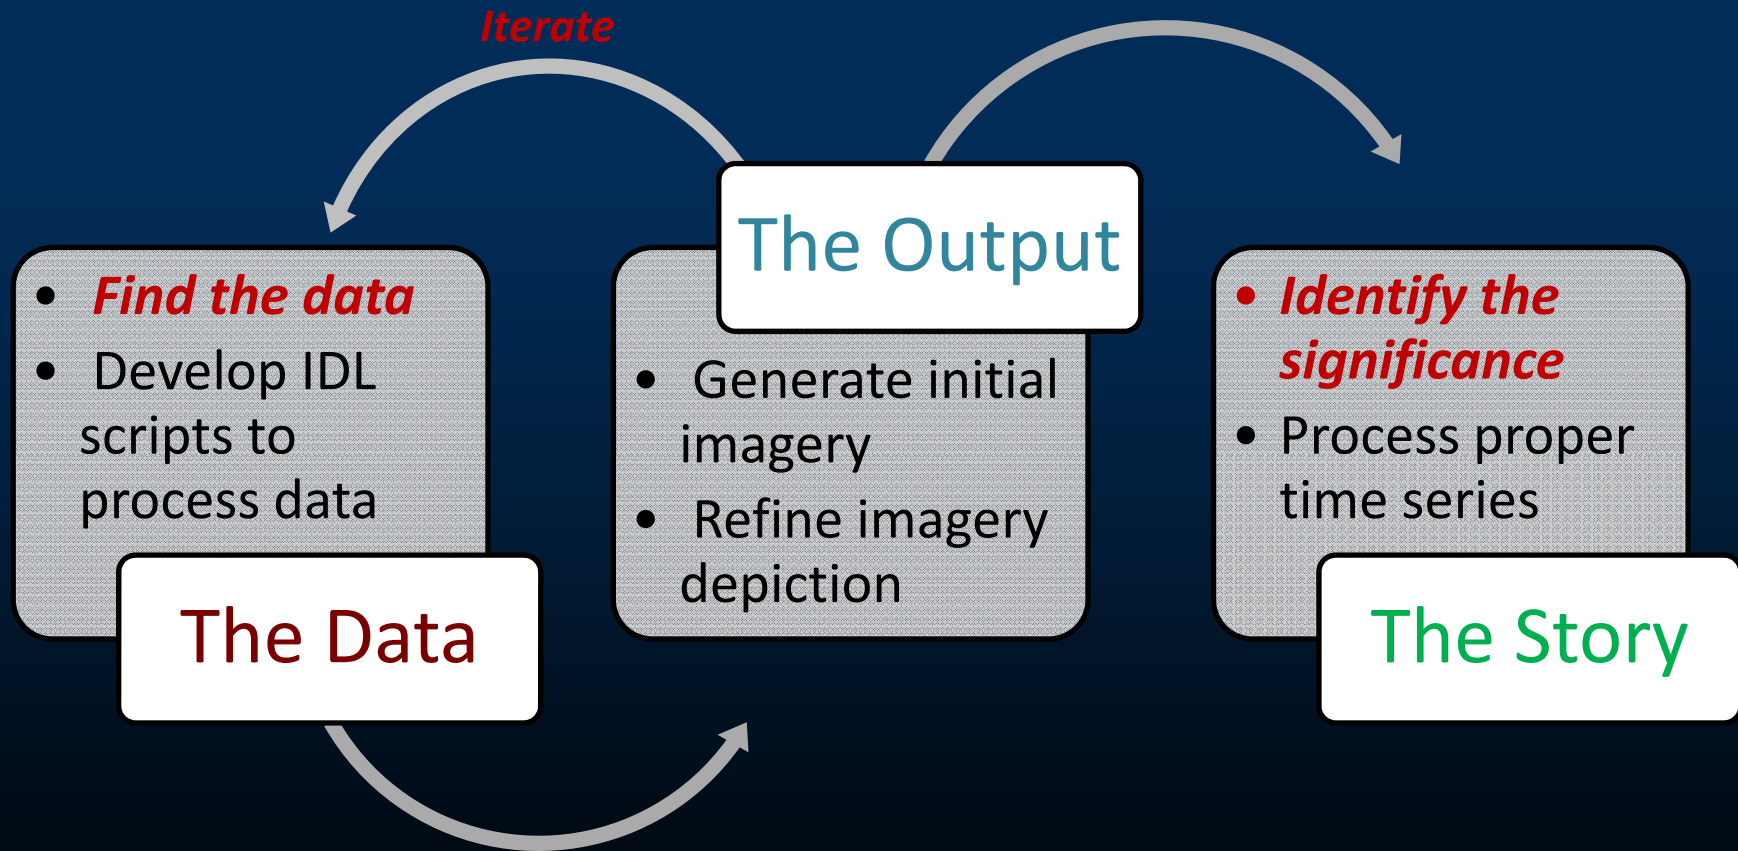 Iterate
• Find the data
• Develop IDL
scripts to
process data
The Data
The Output
• Generate initial
imagery
• Refine imagery
depiction
• Identify the
significance
• Process proper
time series
The Story